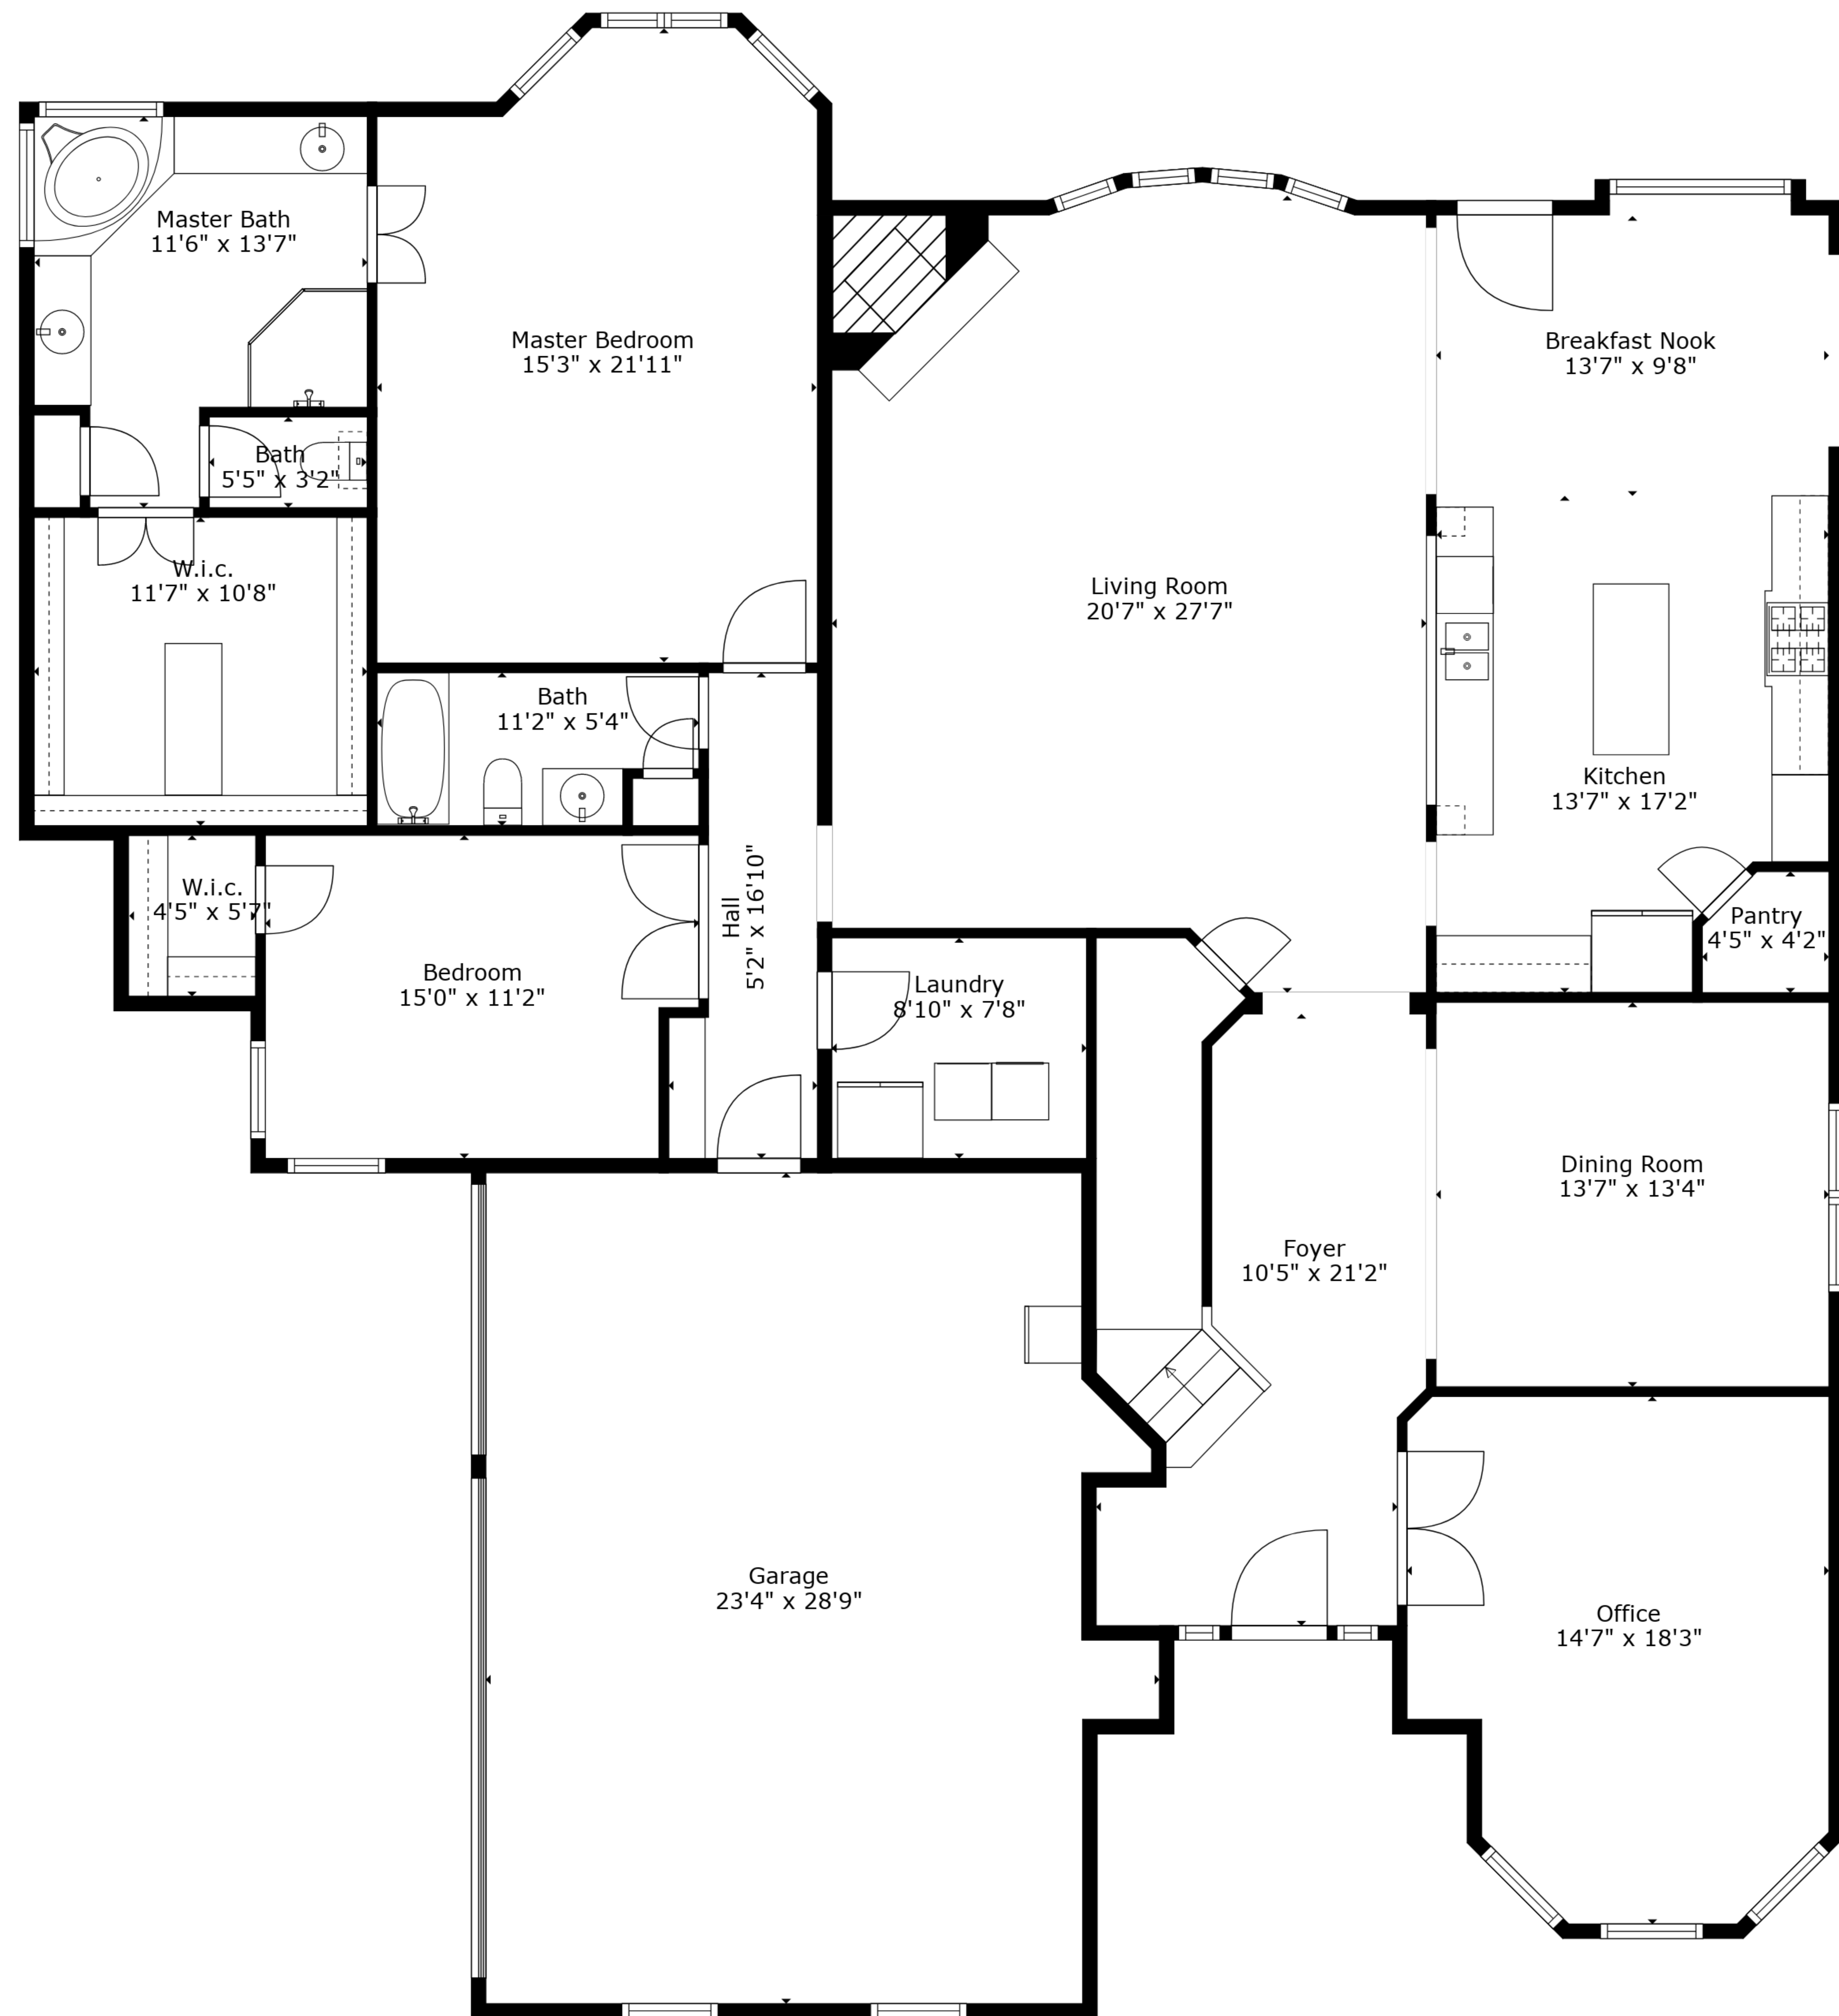 Master Bath
11'6" x 13'7"
Master Bedroom
15'3" x 21'11"
Breakfast Nook
13'7" x 9'8"
Bath
5'5" x 3'2"
W.i.c.
11'7" x 10'8"
Living Room
20'7" x 27'7"
Bath
11'2" x 5'4"
Kitchen
13'7" x 17'2"
W.i.c.
4'5" x 5'7"
Hall
5'2" x 16'10"
Pantry
4'5" x 4'2"
Bedroom
15'0" x 11'2"
Laundry
8'10" x 7'8"
Dining Room
13'7" x 13'4"
Foyer
10'5" x 21'2"
Garage
23'4" x 28'9"
Office
14'7" x 18'3"